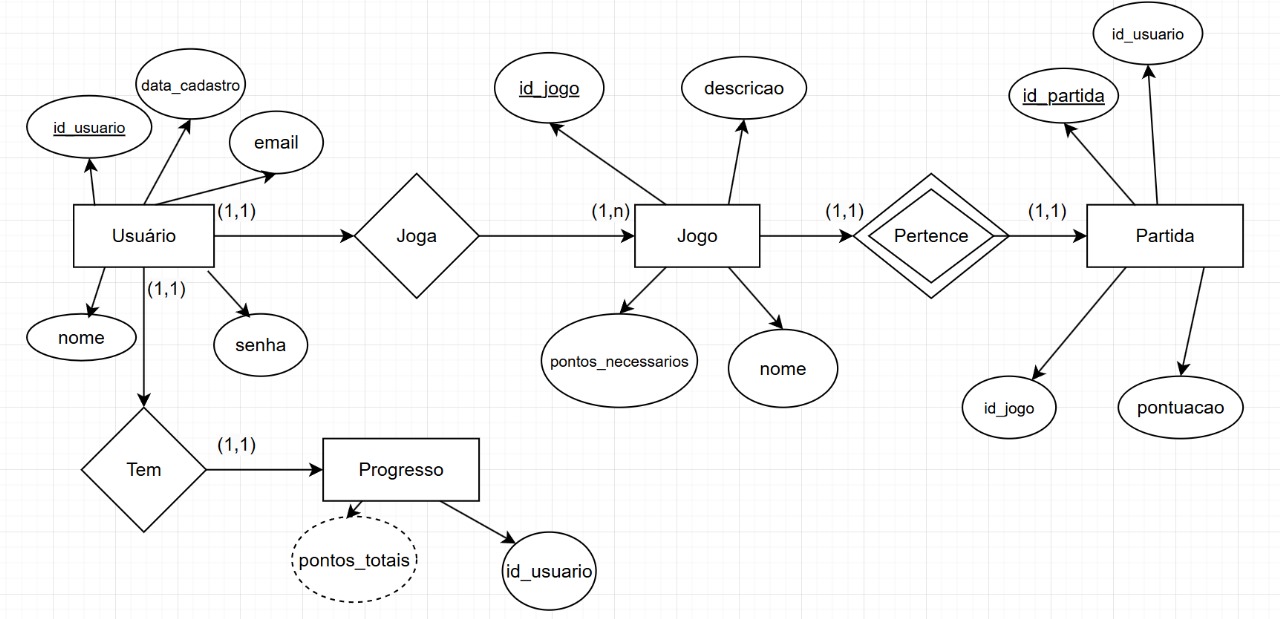 id_usuario
data_cadastro
id_usuario
email
id_jogo
descricao
id_partida
(1,1)
(1,n)
(1,1)
(1,1)
Usuário
Joga
Jogo
Pertence
Partida
(1,1)
nome
senha
pontos_necessarios
nome
id_jogo
pontuacao
(1,1)
Tem
Progresso
pontos_totais
id_usuario